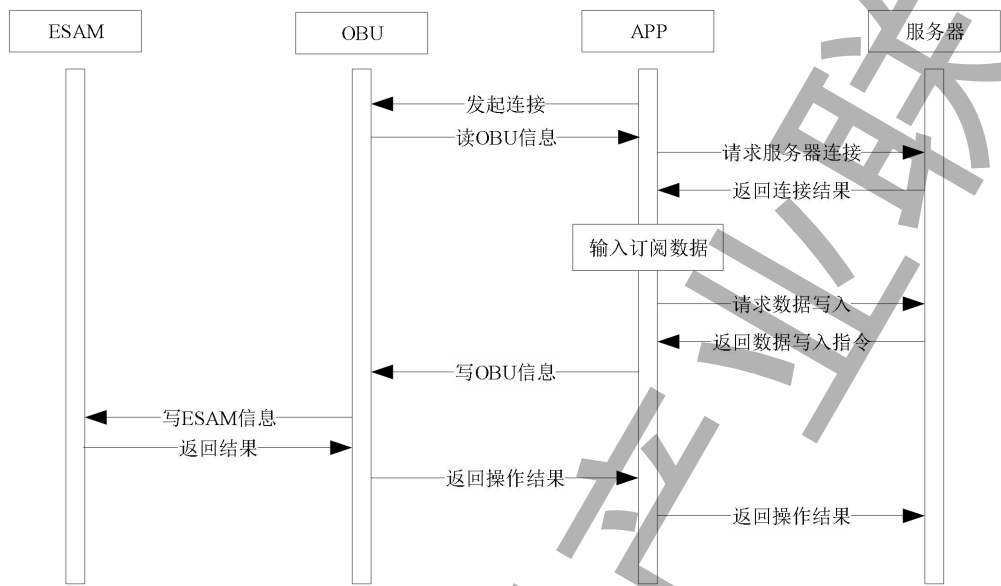 ESAM
OBU
APP
服务器
发起连接
读OBU信息
请求服务器连接
返回连接结果
输入订阅数据
请求数据写入
返回数据写入指令
写OBU信息
写ESAM信息
返回结果
返回操作结果
返回操作结果
产业联